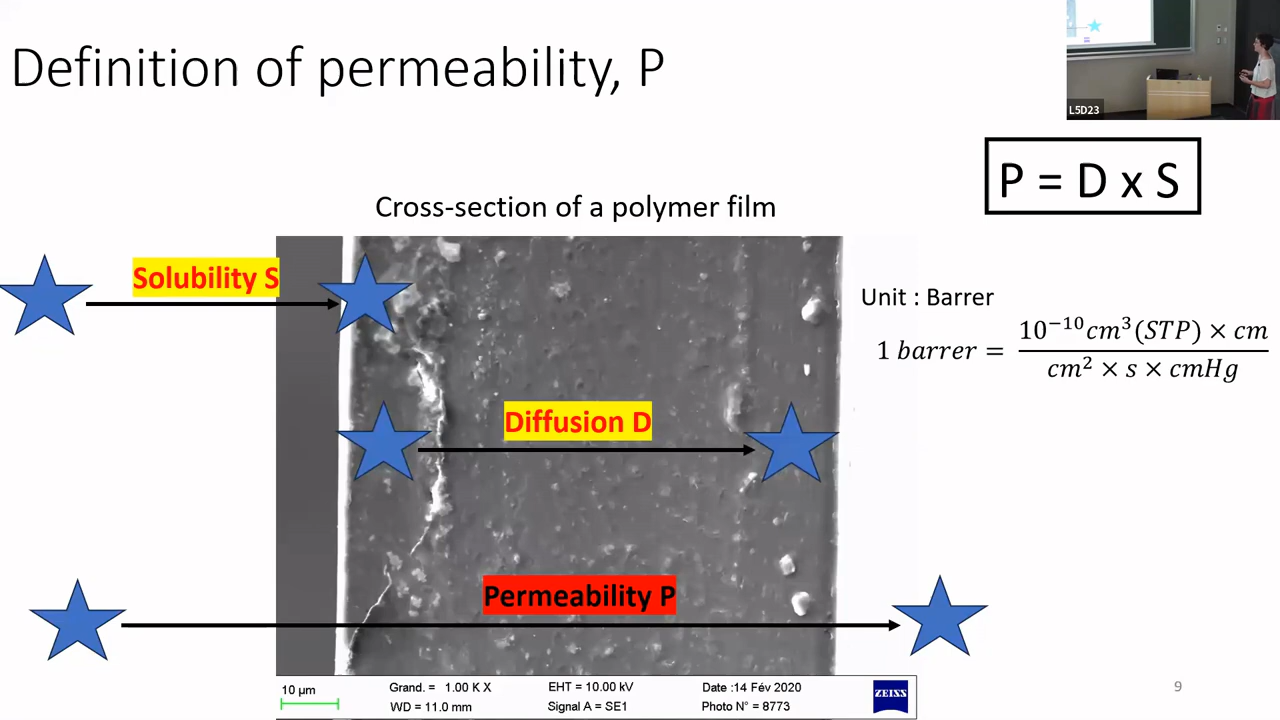 Definition of permeability, P
L5D23
P = D x S
Cross-section of a polymer film
Solubility S
Unit : Barrer
1 barrer = 10⁻¹⁰cm³(STP) × cm / cm² × s × cmHg
Diffusion D
Permeability P
10 µm
Grand. = 1.00 K X
EHT = 10.00 kV
Date :14 Fév 2020
WD = 11.0 mm
Signal A = SE1
Photo N° = 8773
ZEISS
9